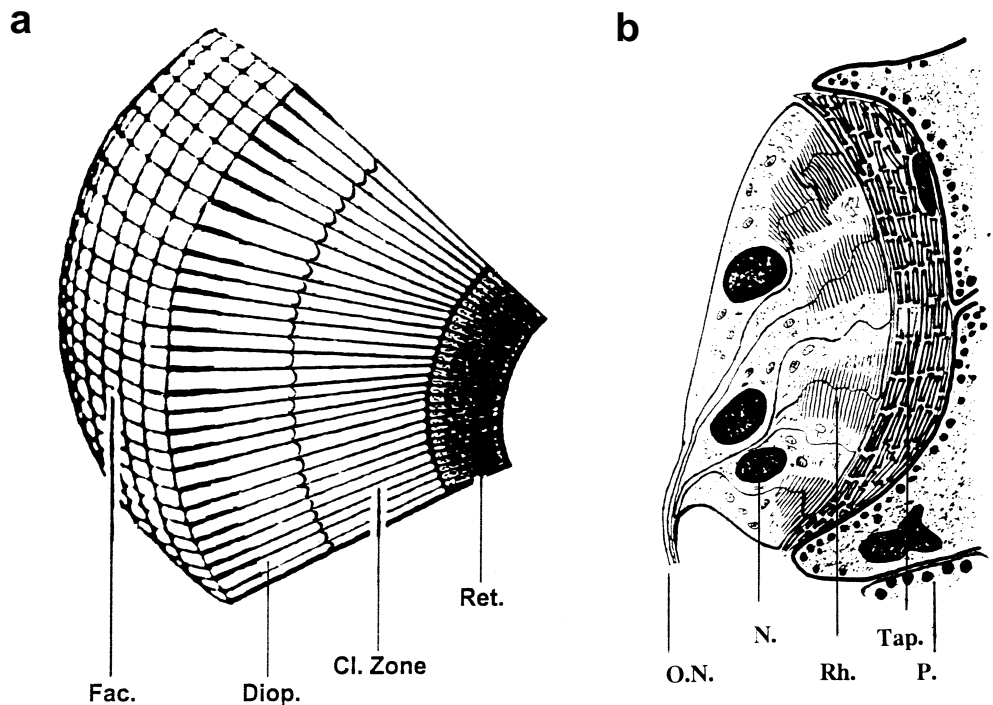 a
b
Fac.
Diop.
Cl. Zone
Ret.
O.N.
N.
Rh.
Tap.
P.